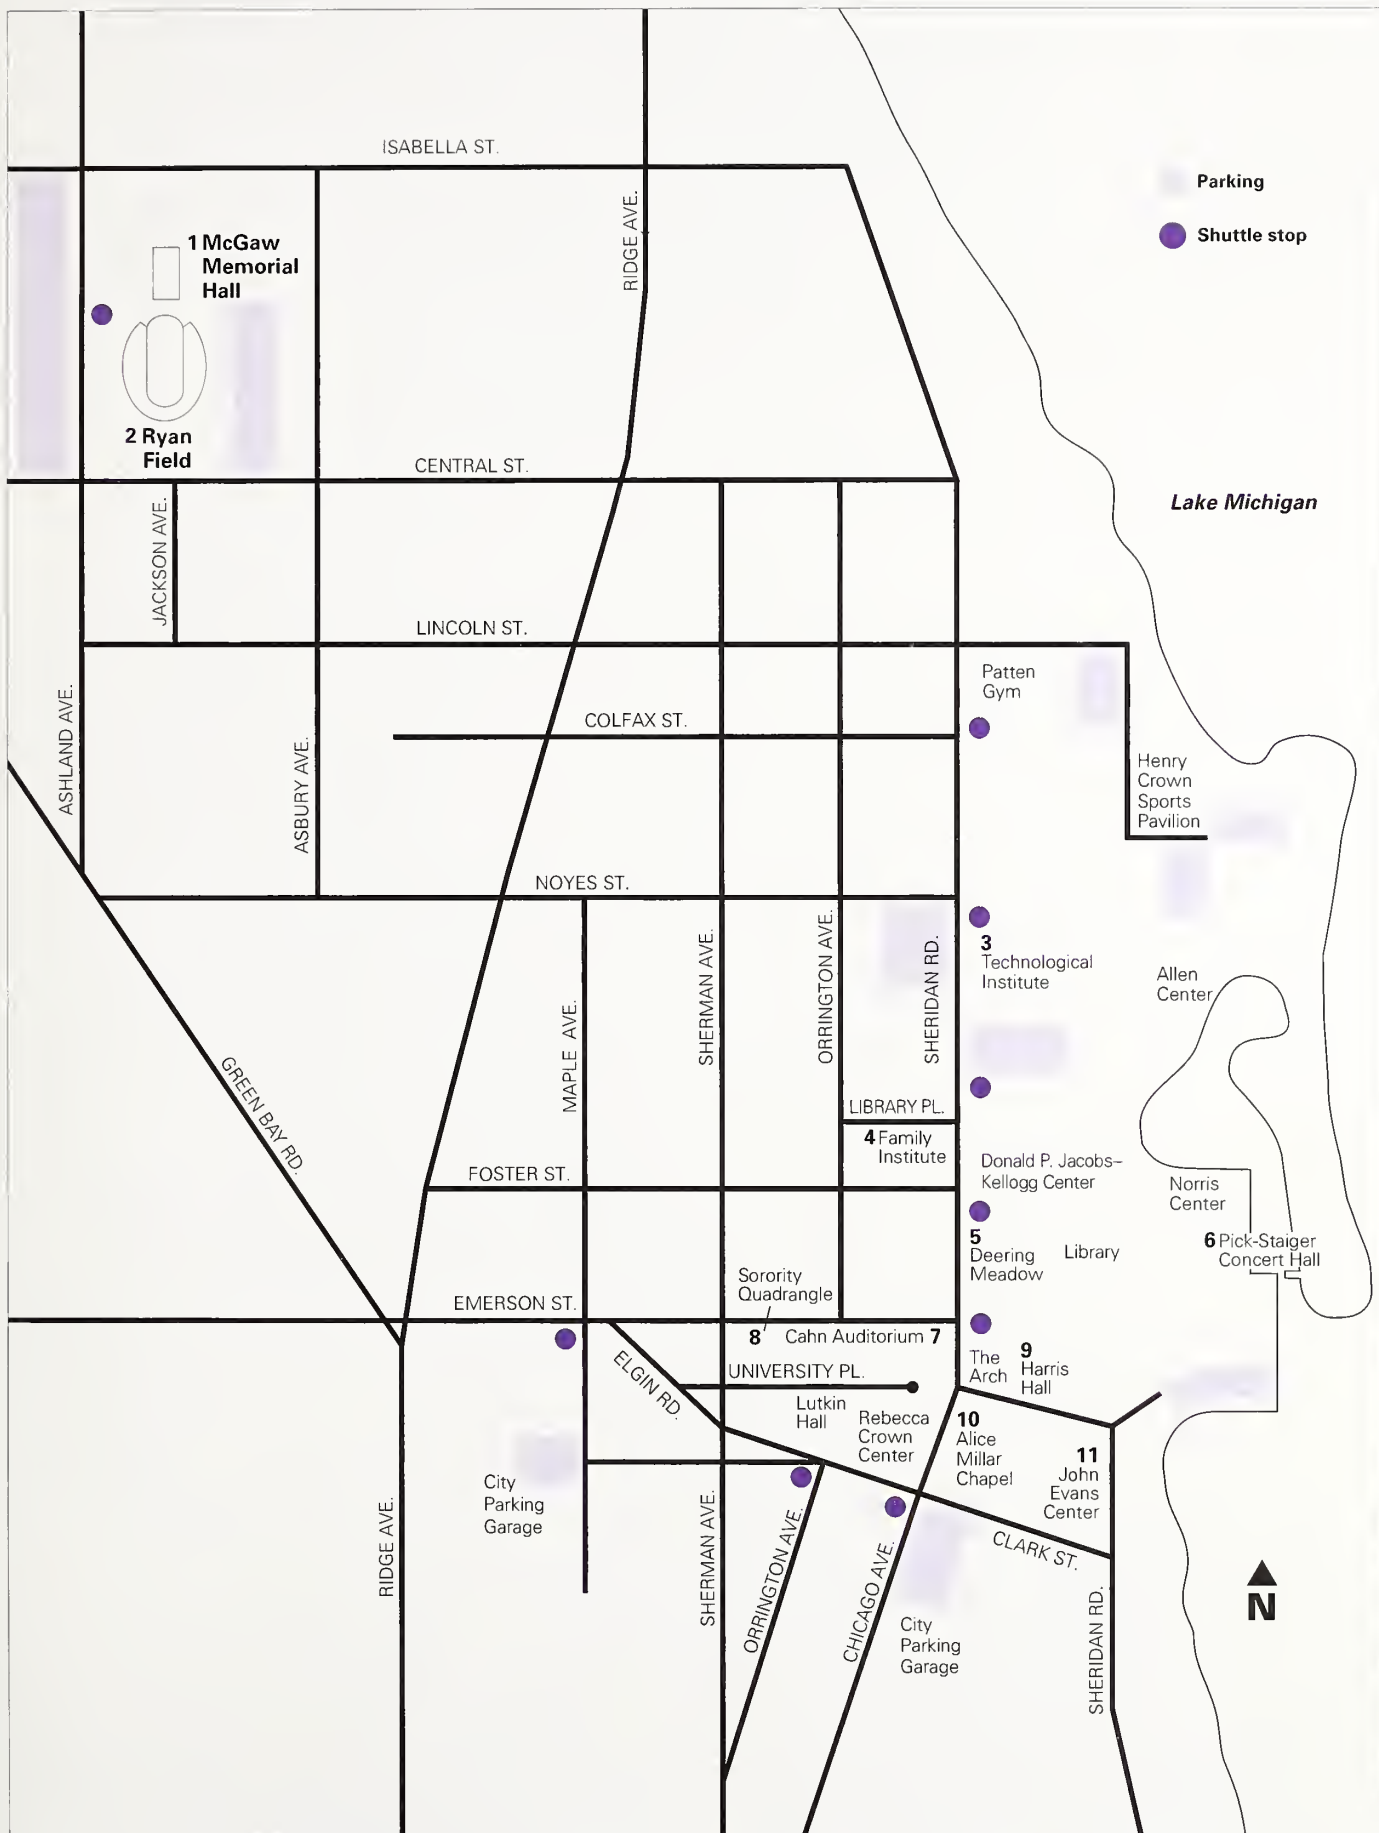 ISABELLA ST.
RIDGE AVE.
Parking
Shuttle stop
1 McGaw
Memorial
Hall
2 Ryan
Field
CENTRAL ST.
Lake Michigan
JACKSON AVE.
LINCOLN ST.
Patten
Gym
ASHLAND AVE.
COLFAX ST.
ASBURY AVE.
Henry
Crown
Sports
Pavilion
NOYES ST.
SHERMAN AVE.
ORRINGTON AVE.
SHERIDAN RD.
3
Technological
Institute
Allen
Center
MAPLE AVE.
GREEN BAY RD.
LIBRARY PL.
4 Family
Institute
FOSTER ST.
Donald P. Jacobs–
Kellogg Center
Norris
Center
5
Deering
Meadow
Library
6 Pick-Staiger
Concert Hall
Sorority
Quadrangle
EMERSON ST.
8
Cahn Auditorium 7
ELGIN RD.
UNIVERSITY PL.
The
Arch
9
Harris
Hall
Lutkin
Hall
Rebecca
Crown
Center
10
Alice
Millar
Chapel
11
John
Evans
Center
City
Parking
Garage
RIDGE AVE.
SHERMAN AVE.
ORRINGTON AVE.
CHICAGO AVE.
CLARK ST.
City
Parking
Garage
SHERIDAN RD.
N